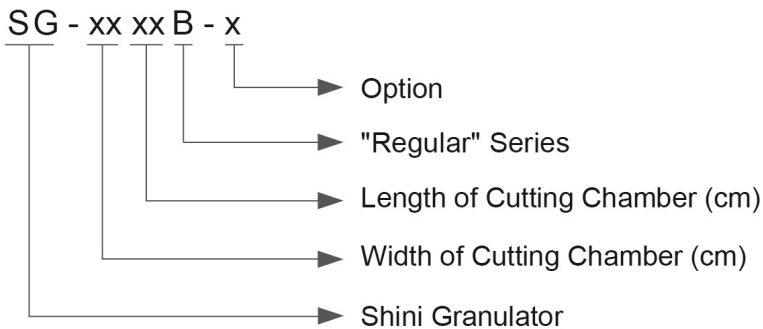 SG - xx xx B - x
Option
"Regular" Series
Length of Cutting Chamber (cm)
Width of Cutting Chamber (cm)
Shini Granulator